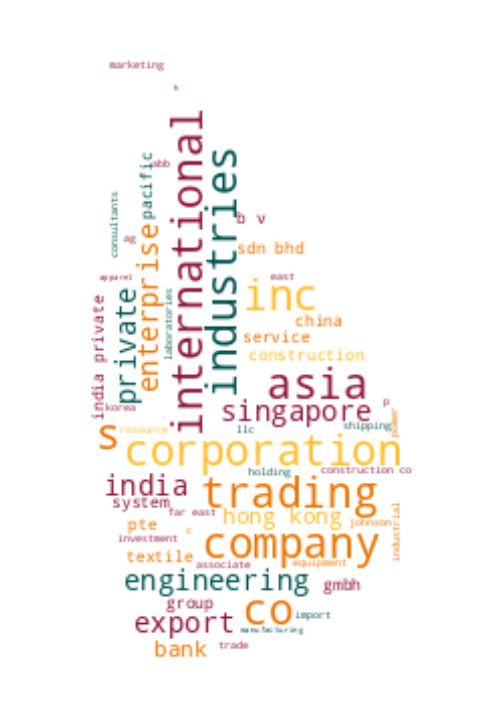 marketing
h
international
industries
pacific
abb
consultants
b v
ag
enterprise
sdn bhd
apparel
east
private
laboratories
inc
india private
china
service
construction
asia
korea
singapore
p
power
s
resource
llc
shipping
corporation
holding
construction co
india
trading
system
far east
hong kong
johnson
industrial
pte
c
investment
company
textile
associate
equipment
engineering
gmbh
group
co
import
export
manufacturing
bank
trade